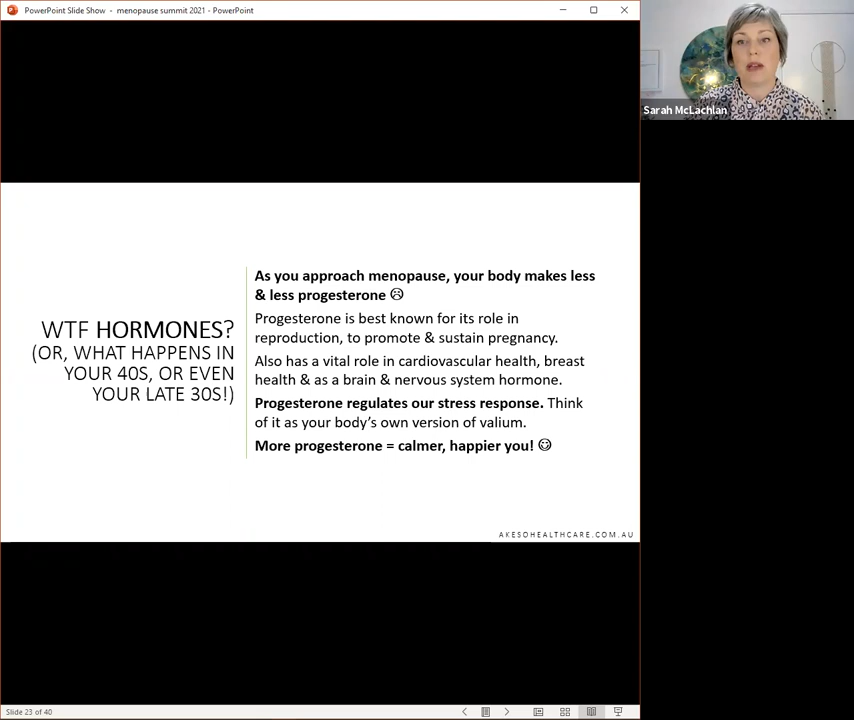 PowerPoint Slide Show - menopause summit 2021 - PowerPoint
Sarah McLachlan
WTF HORMONES?
(OR, WHAT HAPPENS IN
YOUR 40S, OR EVEN
YOUR LATE 30S!)
As you approach menopause, your body makes less
& less progesterone ☹
Progesterone is best known for its role in
reproduction, to promote & sustain pregnancy.
Also has a vital role in cardiovascular health, breast
health & as a brain & nervous system hormone.
Progesterone regulates our stress response. Think
of it as your body’s own version of valium.
More progesterone = calmer, happier you! ☺
AKESOHEALTHCARE.COM.AU
Slide 23 of 40